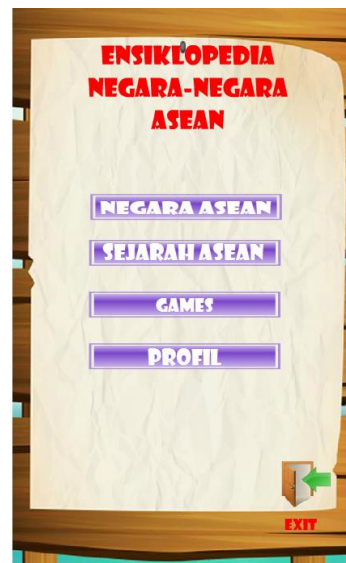 ENSIKLOPEDIA
NEGARA-NEGARA
ASEAN
NEGARA ASEAN
SEJARAH ASEAN
GAMES
PROFIL
EXIT